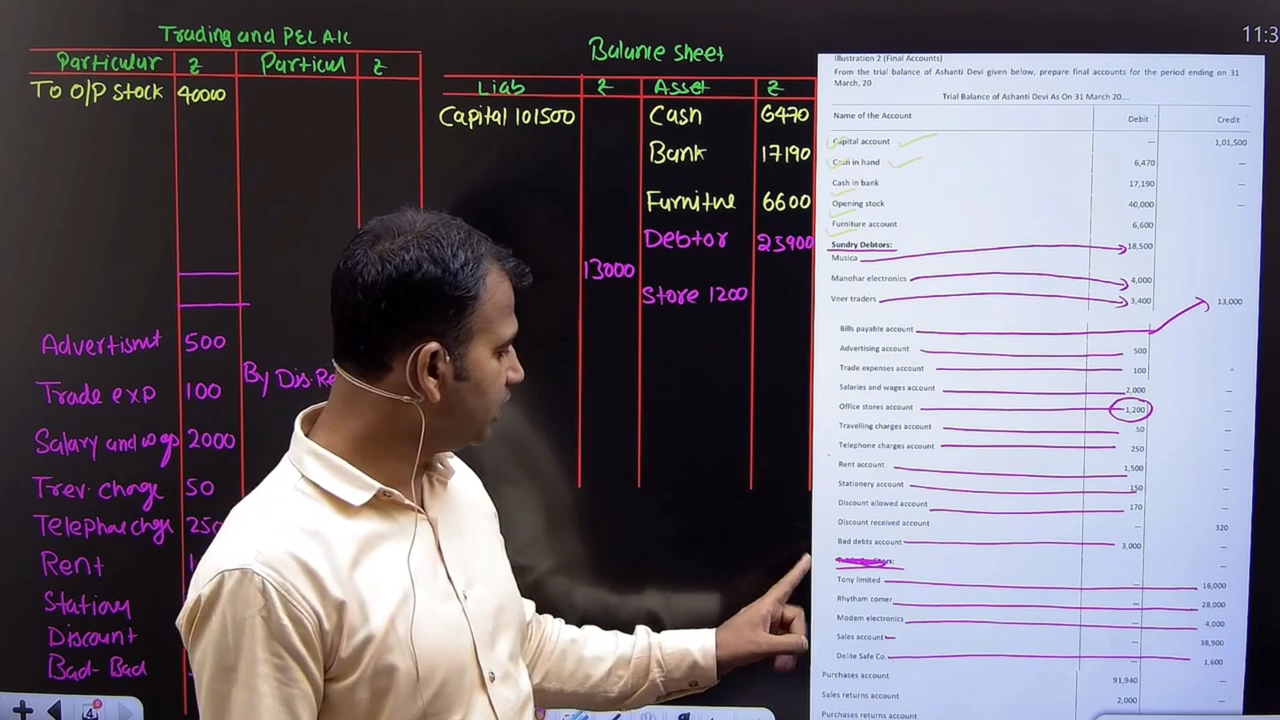 11:3
Trading and P&L A/c
Particular ₹ Particul ₹
To O/P Stock 40000
Advertismt 500
Trade exp 100
Salary and wgs 2000
Trev. Charge 50
Telephone chgs 250
Rent
Stationy
Discount
Bad-Bad
By Dis. Re
Balance sheet
Liab ₹ Asset ₹
Capital 101500 Cash 6470
Bank 17190
Furnitue 6600
Debtor 25900
13000
Store 1200
Illustration 2 (Final Accounts)
From the trial balance of Ashanti Devi given below, prepare final accounts for the period ending on 31
March, 20
Trial Balance of Ashanti Devi As On 31 March 20....
Name of the Account Debit Credit
Capital account — 1,01,500
Cash in hand 6,470 —
Cash in bank 17,190 —
Opening stock 40,000 —
Furniture account 6,600
Sundry Debtors: 18,500
Musica
Manohar electronics 4,000
Veer traders 3,400 13,000
Bills payable account
Advertising account 500
Trade expenses account 100
Salaries and wages account 2,000 —
Office stores account 1,200 —
Travelling charges account 50 —
Telephone charges account 250 —
Rent account 1,500 —
Stationery account 150 —
Discount allowed account 170 —
Discount received account — 320
Bad debts account 3,000 —
Tony limited — 16,000
Rhytham corner — 28,000
Modern electronics — 4,000
Sales account — 38,900
Delite Safe Co. — 1,600
Purchases account 91,940 —
Sales returns account 2,000 —
Purchases returns account
4